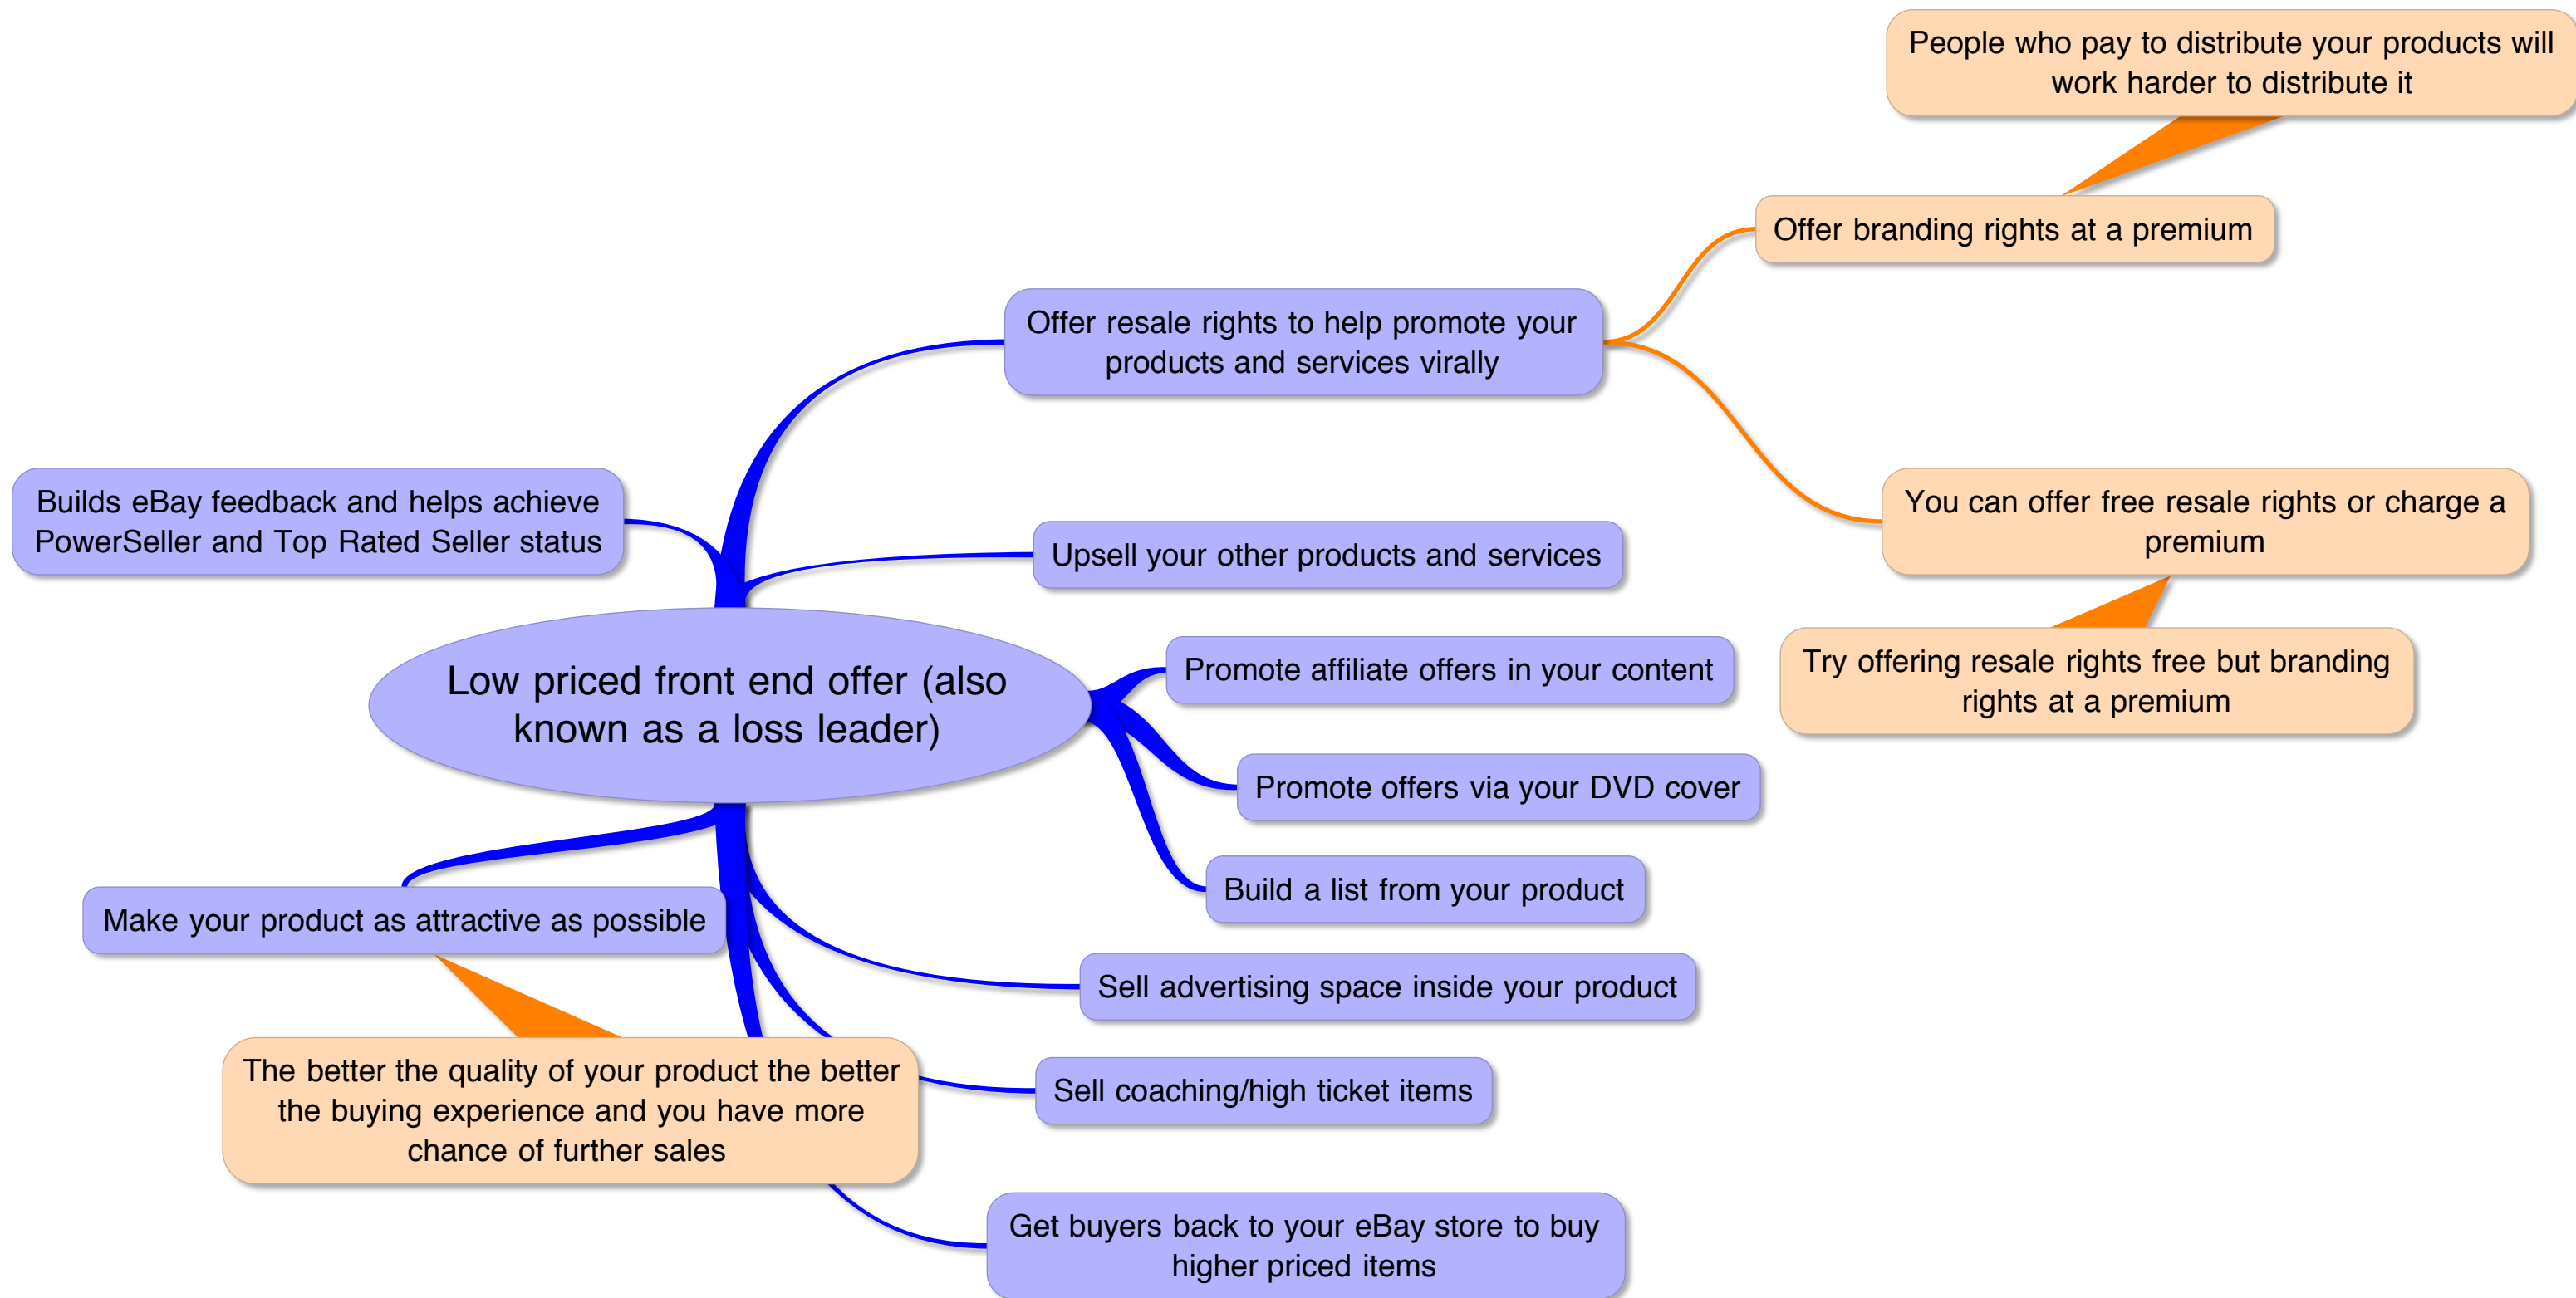 People who pay to distribute your products will
work harder to distribute it
Offer branding rights at a premium
Offer resale rights to help promote your
products and services virally
Builds eBay feedback and helps achieve
PowerSeller and Top Rated Seller status
You can offer free resale rights or charge a
premium
Upsell your other products and services
Try offering resale rights free but branding
rights at a premium
Low priced front end offer (also
known as a loss leader)
Promote affiliate offers in your content
Promote offers via your DVD cover
Build a list from your product
Make your product as attractive as possible
Sell advertising space inside your product
The better the quality of your product the better
the buying experience and you have more
chance of further sales
Sell coaching/high ticket items
Get buyers back to your eBay store to buy
higher priced items